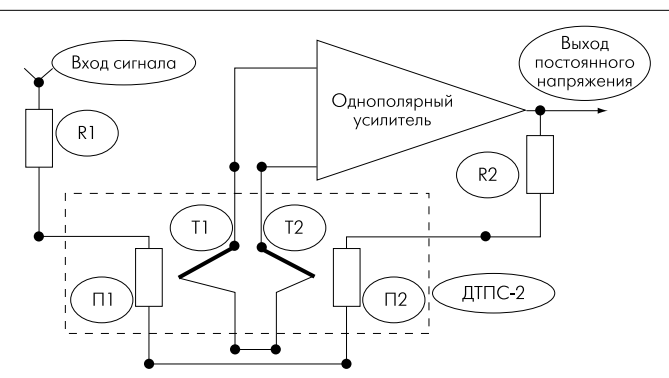 Вход сигнала
Выход
постоянного
напряжения
Однополярный
усилитель
R1
R2
T1
T2
П1
П2
ДТПС-2